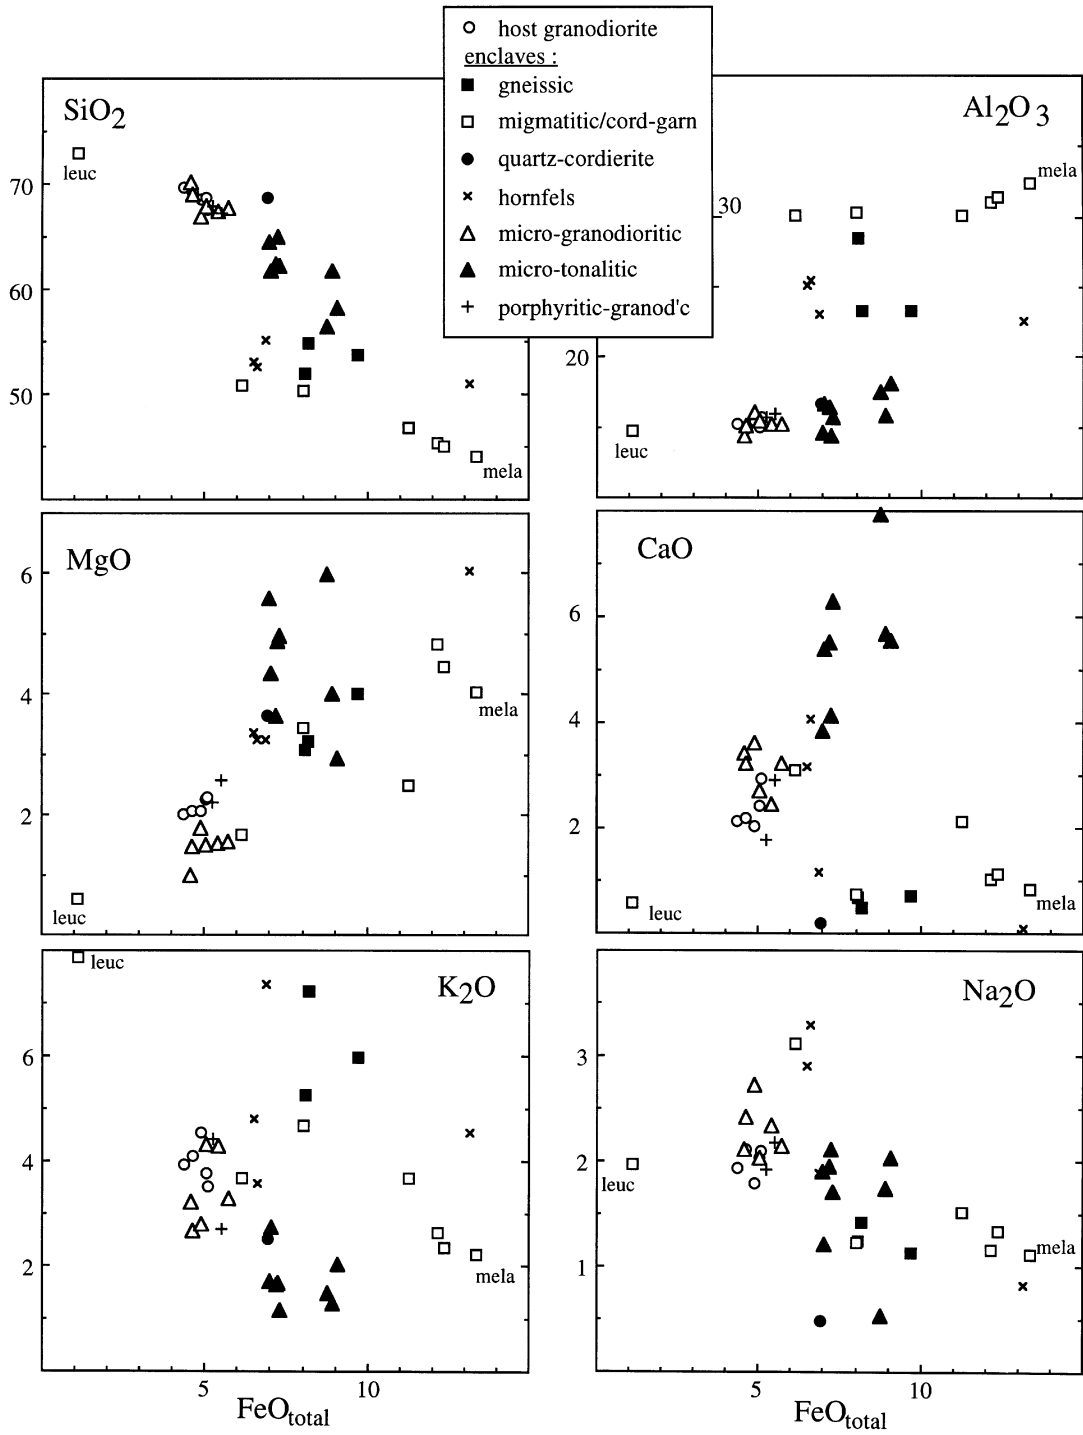 host granodiorite
enclaves :
gneissic
migmatitic/cord-garn
quartz-cordierite
hornfels
micro-granodioritic
micro-tonalitic
porphyritic-granod'c
SiO2
leuc
mela
70
60
50
Al2O3
mela
leuc
30
20
MgO
mela
leuc
6
4
2
CaO
leuc
mela
6
4
2
leuc
K2O
mela
6
4
2
5 10
FeOtotal
Na2O
leuc
mela
3
2
1
5 10
FeOtotal